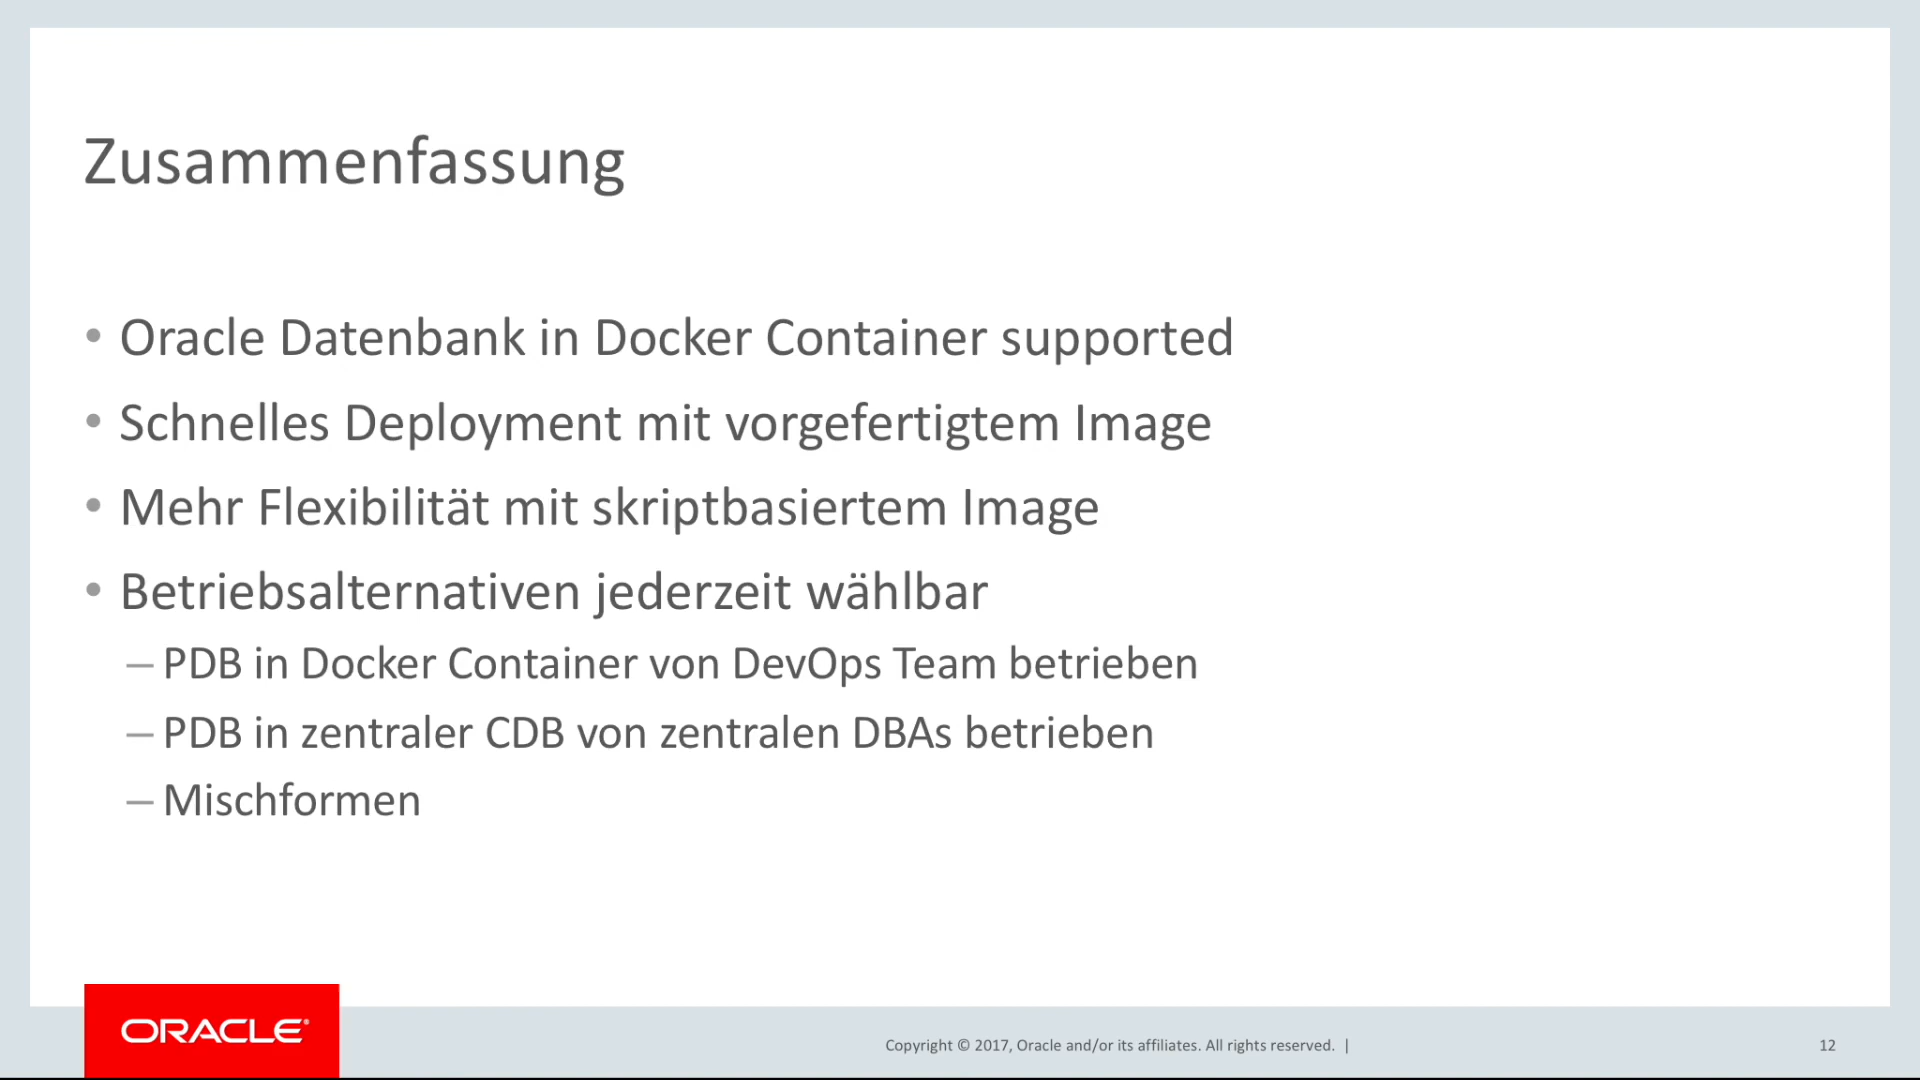 Zusammenfassung
• Oracle Datenbank in Docker Container supported
• Schnelles Deployment mit vorgefertigtem Image
• Mehr Flexibilität mit skriptbasiertem Image
• Betriebsalternativen jederzeit wählbar
– PDB in Docker Container von DevOps Team betrieben
– PDB in zentraler CDB von zentralen DBAs betrieben
– Mischformen
ORACLE®
Copyright © 2017, Oracle and/or its affiliates. All rights reserved. |
12